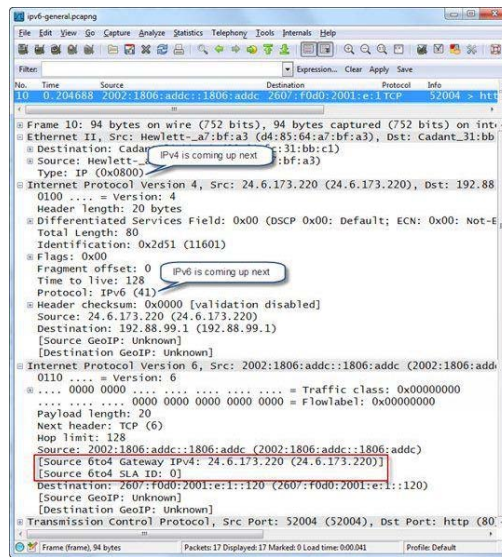 ipv6-general.pcapng
File Edit View Go Capture Analyze Statistics Telephony Tools Internals Help
Filter: Expression... Clear Apply Save
No. Time Source Destination Protocol Info
10 0.204688 2002:1806:addc::1806:addc 2607:f0d0:2001:e:1 TCP 52004 > htt
Frame 10: 94 bytes on wire (752 bits), 94 bytes captured (752 bits) on int
Ethernet II, Src: Hewlett-_a7:bf:a3 (d4:85:64:a7:bf:a3), Dst: Cadant_31:bb
Destination: Cada :31:bb:c1)
Source: Hewlett-_a7 :bf:a3)
IPv4 is coming up next
Type: IP (0x0800)
Internet Protocol Version 4, Src: 24.6.173.220 (24.6.173.220), Dst: 192.88
0100 .... = Version: 4
Header length: 20 bytes
Differentiated Services Field: 0x00 (DSCP 0x00: Default; ECN: 0x00: Not-E
Total Length: 80
Identification: 0x2d51 (11601)
Flags: 0x00
Fragment offset: 0
IPv6 is coming up next
Time to live: 128
Protocol: IPv6 (41)
Header checksum: 0x0000 [validation disabled]
Source: 24.6.173.220 (24.6.173.220)
Destination: 192.88.99.1 (192.88.99.1)
[Source GeoIP: Unknown]
[Destination GeoIP: Unknown]
Internet Protocol Version 6, Src: 2002:1806:addc::1806:addc (2002:1806:add
0110 .... = Version: 6
.... 0000 0000 .... .... .... .... .... = Traffic class: 0x00000000
.... .... .... 0000 0000 0000 0000 0000 = Flowlabel: 0x00000000
Payload length: 20
Next header: TCP (6)
Hop limit: 128
Source: 2002:1806:addc::1806:addc (2002:1806:addc::1806:addc)
[Source 6to4 Gateway IPv4: 24.6.173.220 (24.6.173.220)]
[Source 6to4 SLA ID: 0]
Destination: 2607:f0d0:2001:e:1::120 (2607:f0d0:2001:e:1::120)
[Source GeoIP: Unknown]
[Destination GeoIP: Unknown]
Transmission Control Protocol, Src Port: 52004 (52004), Dst Port: http (80
Frame (frame), 94 bytes Packets: 17 Displayed: 17 Marked: 0 Load time: 0:00.041 Profile: Default